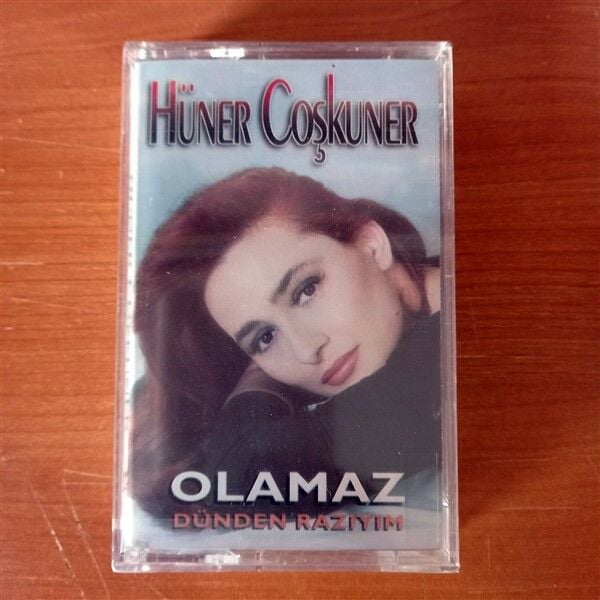 HÜNER COŞKUNER
OLAMAZ
DÜNDEN RAZIYIM